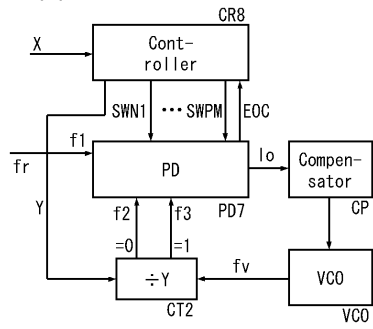 CR8
X
Cont-
roller
SWN1 ••• SWPM EOC
f1
fr
PD
Io
Compen-
sator
CP
Y
f2
f3
PD7
=0
=1
÷Y
fv
VCO
CT2
VCO